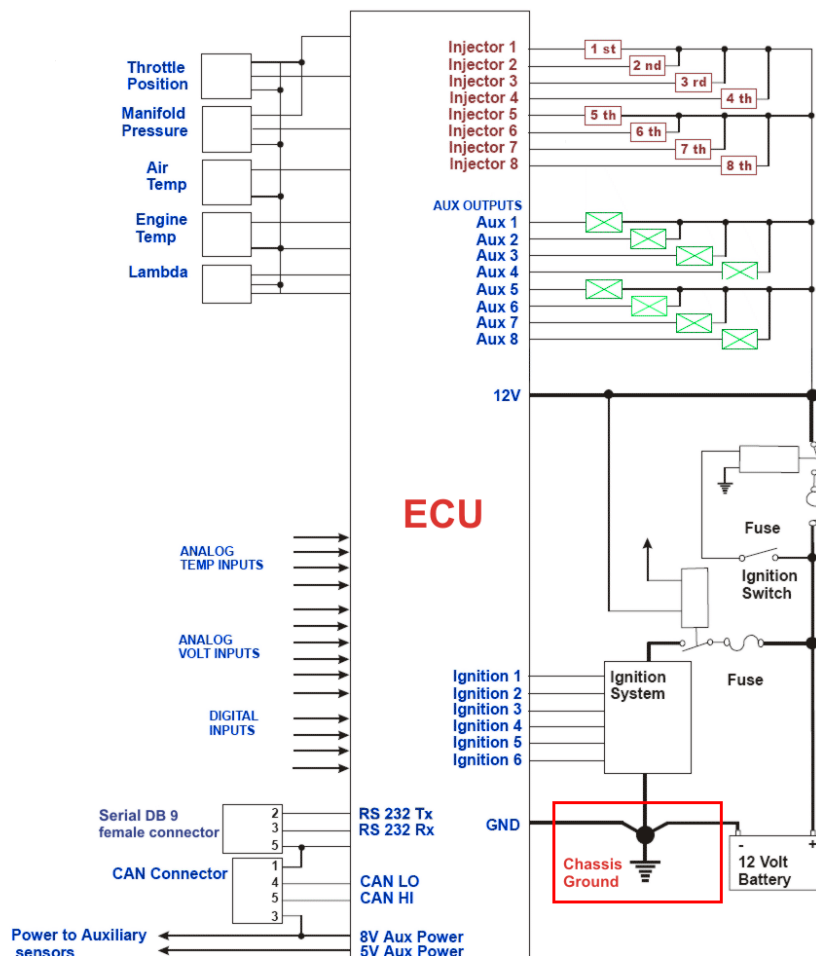 Throttle
Position
Manifold
Pressure
Air
Temp
Engine
Temp
Lambda
Injector 1
Injector 2
Injector 3
Injector 4
Injector 5
Injector 6
Injector 7
Injector 8
1 st
2 nd
3 rd
4 th
5 th
6 th
7 th
8 th
AUX OUTPUTS
Aux 1
Aux 2
Aux 3
Aux 4
Aux 5
Aux 6
Aux 7
Aux 8
12V
ECU
Fuse
Ignition
Switch
ANALOG
TEMP INPUTS
ANALOG
VOLT INPUTS
DIGITAL
INPUTS
Ignition 1
Ignition 2
Ignition 3
Ignition 4
Ignition 5
Ignition 6
Ignition
System
Fuse
Serial DB 9
female connector
2
3
5
RS 232 Tx
RS 232 Rx
GND
Chassis
Ground
- +
12 Volt
Battery
CAN Connector
1
4
5
3
CAN LO
CAN HI
Power to Auxiliary
sensors
8V Aux Power
5V Aux Power